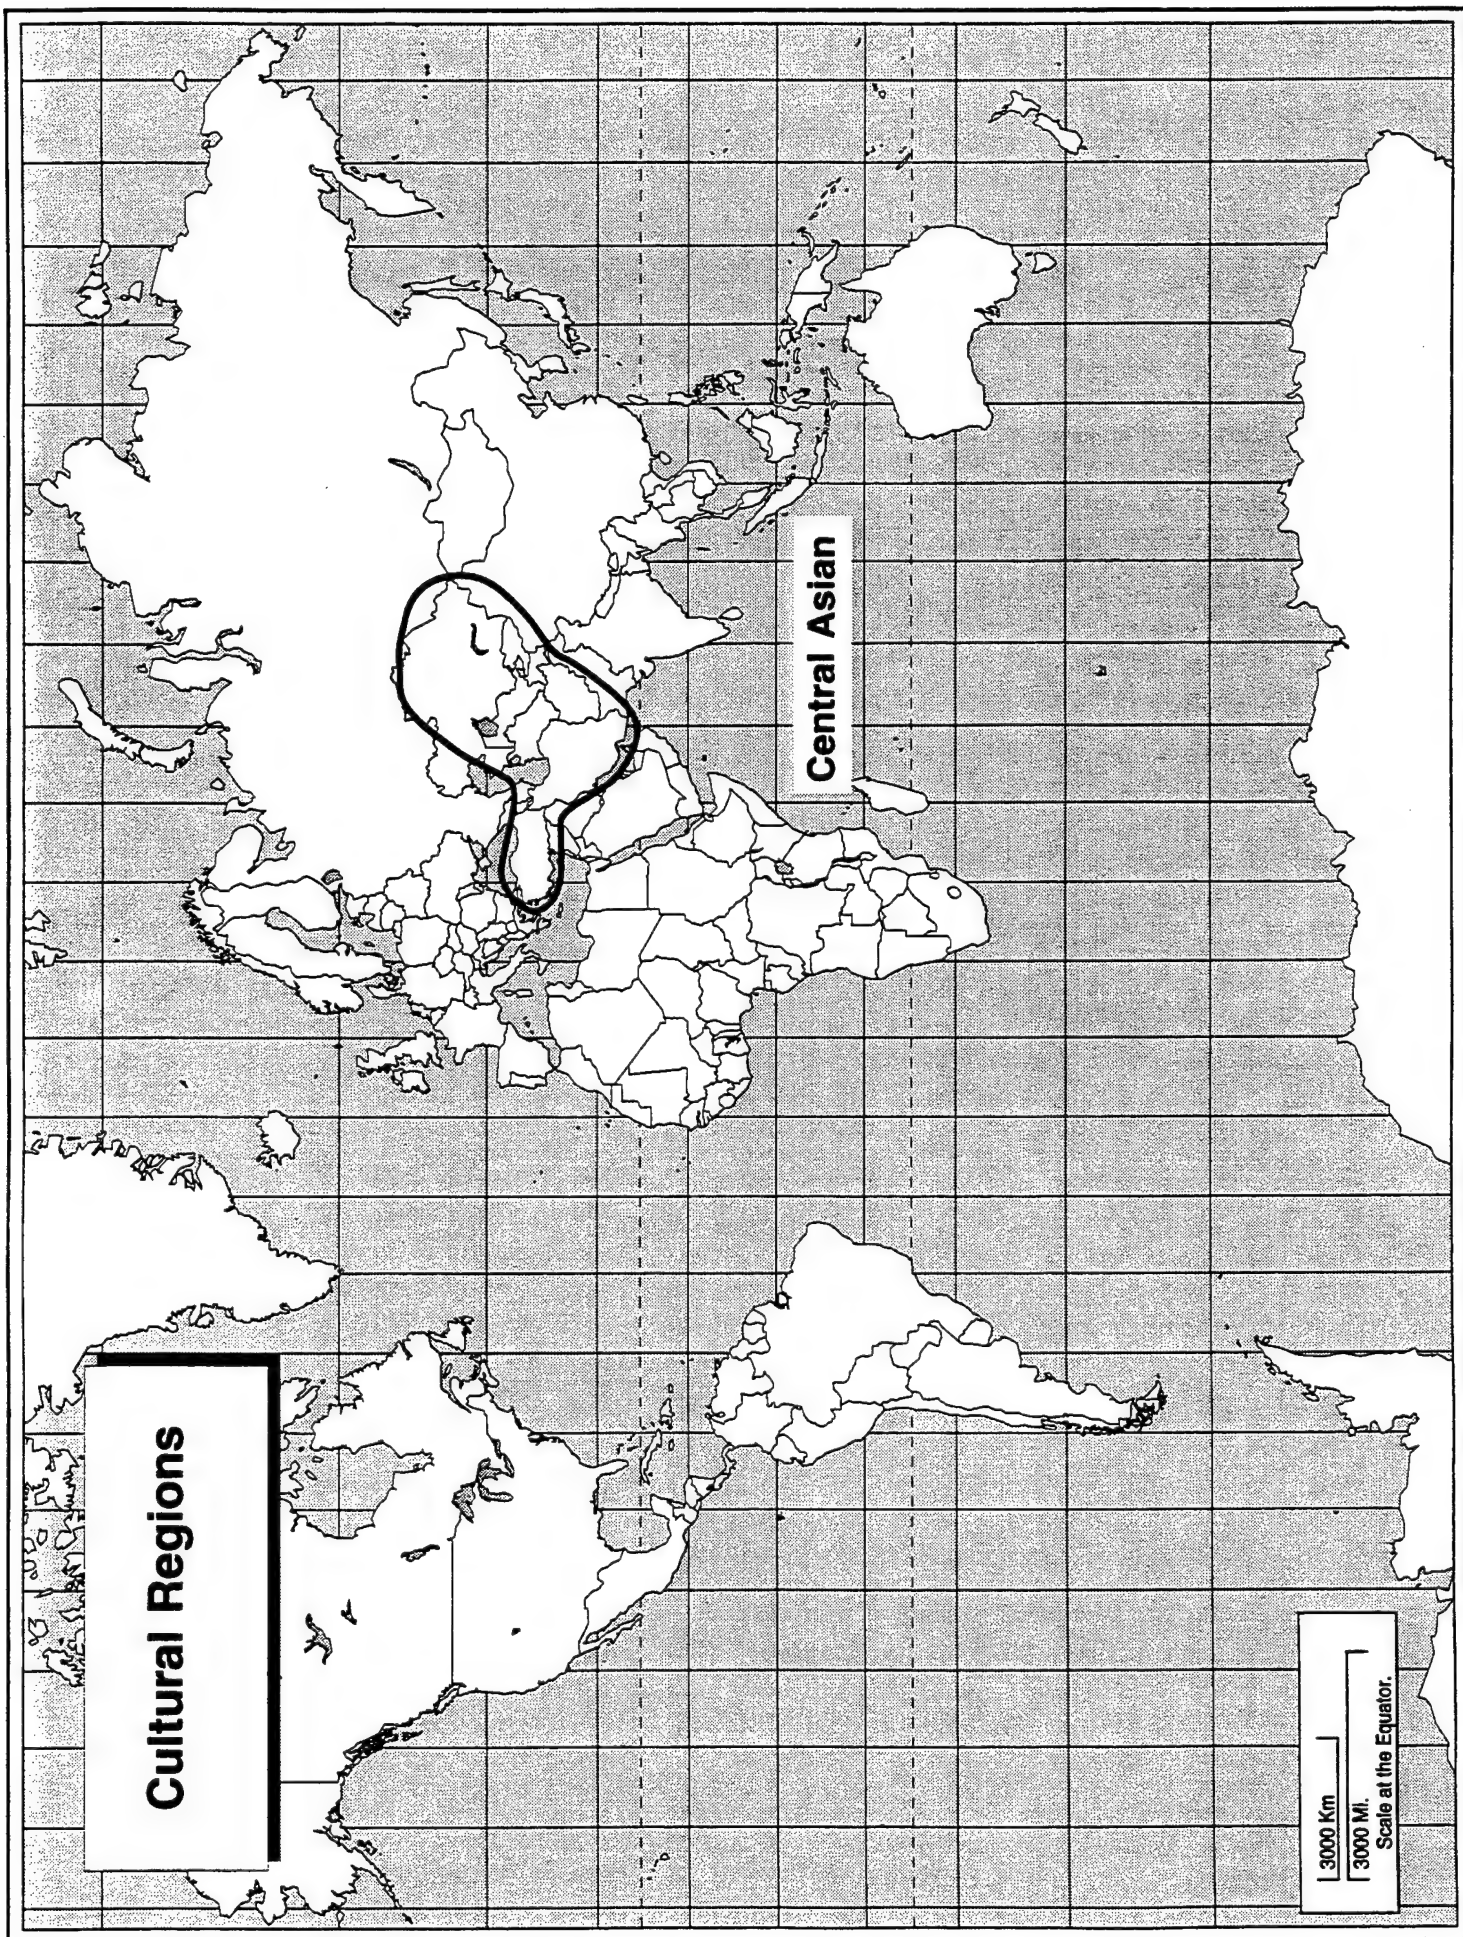 Cultural Regions
Central Asian
3000 Km
3000 Mi.
Scale at the Equator.